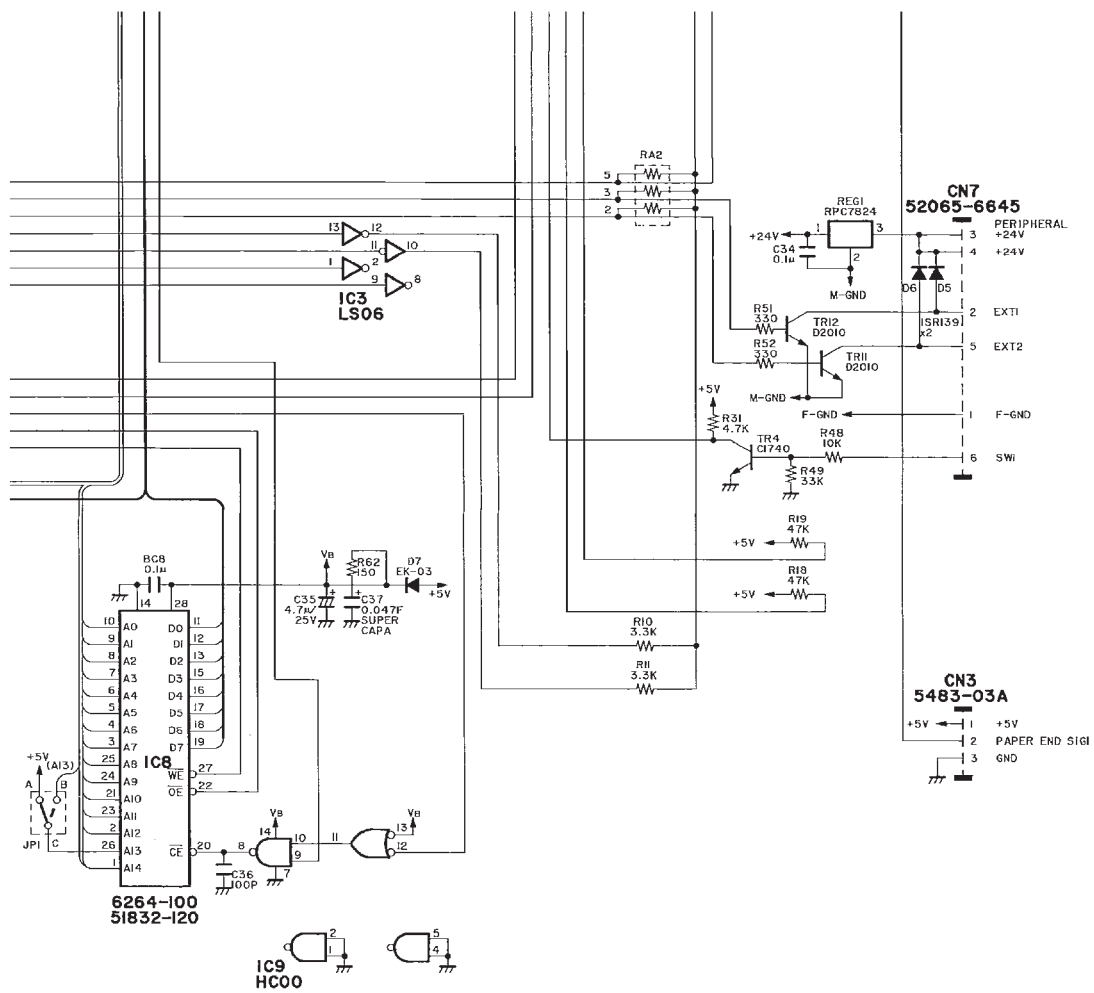 RA2
5
3
2
CN7
52065-6645
PERIPHERAL
REG1
RPC7824
+24V
1
3
2
C34
0.1µ
M-GND
3 +24V
4 +24V
D6
D5
1SR139
x2
2 EXT1
5 EXT2
1 F-GND
6 SWi
13
12
11
10
1
2
9
8
IC3
LS06
R51
330
TR12
D2010
R52
330
TR11
D2010
M-GND
F-GND
+5V
R31
4.7K
TR4
C1740
R48
10K
R49
33K
R19
47K
+5V
R18
47K
+5V
R10
3.3K
R11
3.3K
CN3
5483-03A
+5V
1 +5V
2 PAPER END SIGI
3 GND
BC8
0.1µ
14
28
VB
R62
150
D7
EK-03
+5V
C35
4.7µ/
25V
C37
0.047F
SUPER
CAPA
+
+
10 A0 D0 11
9 A1 D1 12
8 A2 D2 13
7 A3 D3 15
6 A4 D4 16
5 A5 D5 17
4 A6 D6 18
3 A7 D7 19
25 A8
IC8
WE 27
24 A9
OE 22
21 A10
23 A11
2 A12
26 A13 CE 20
1 A14
+5V
(A13)
A
B
C
JP1
6264-100
51832-120
C36
100P
VB
14
8
10
9
7
11
VB
13
12
2
1
5
4
IC9
HC00